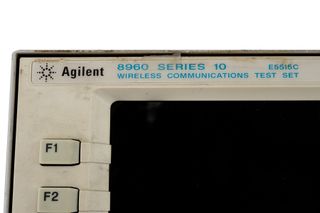 Agilent
8960 SERIES 10
E5515C
WIRELESS COMMUNICATIONS TEST SET
F1
F2